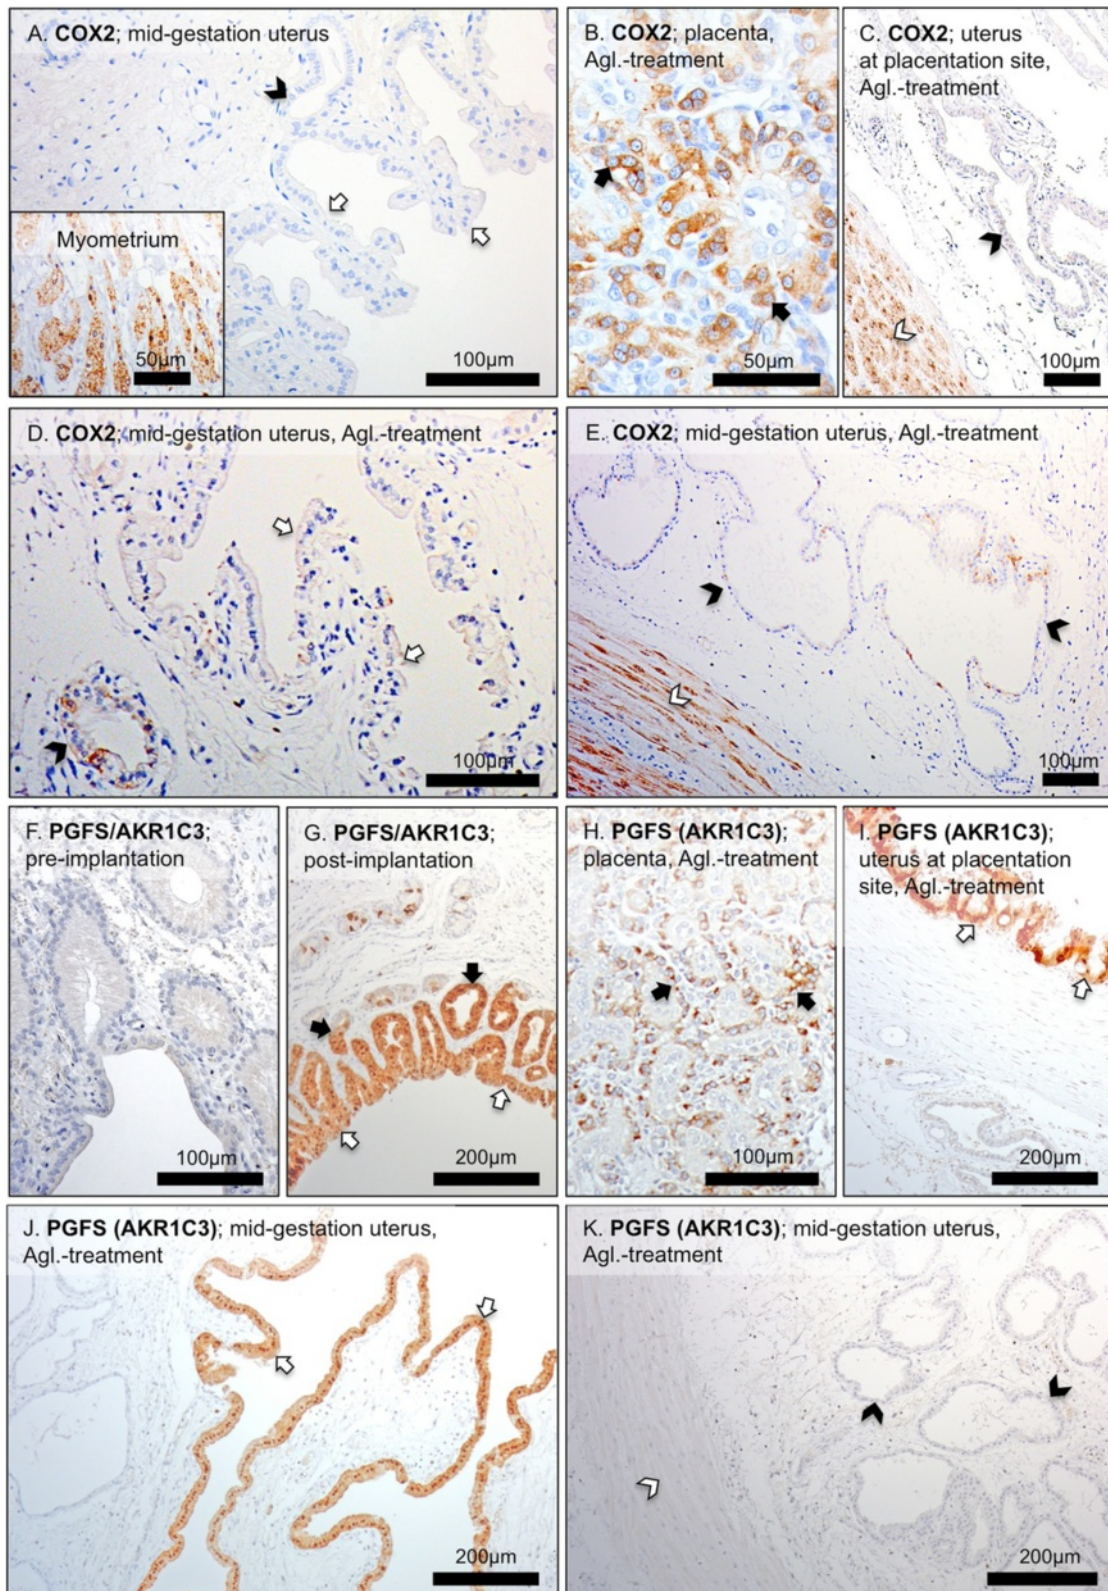 A. COX2; mid-gestation uterus
Myometrium
50µm
100µm
B. COX2; placenta,
Agl.-treatment
50µm
C. COX2; uterus
at placentation site,
Agl.-treatment
100µm
D. COX2; mid-gestation uterus, Agl.-treatment
100µm
E. COX2; mid-gestation uterus, Agl.-treatment
100µm
F. PGFS/AKR1C3;
pre-implantation
100µm
G. PGFS/AKR1C3;
post-implantation
200µm
H. PGFS (AKR1C3);
placenta, Agl.-treatment
100µm
I. PGFS (AKR1C3);
uterus at placentation
site, Agl.-treatment
200µm
J. PGFS (AKR1C3); mid-gestation uterus,
Agl.-treatment
200µm
K. PGFS (AKR1C3); mid-gestation uterus,
Agl.-treatment
200µm